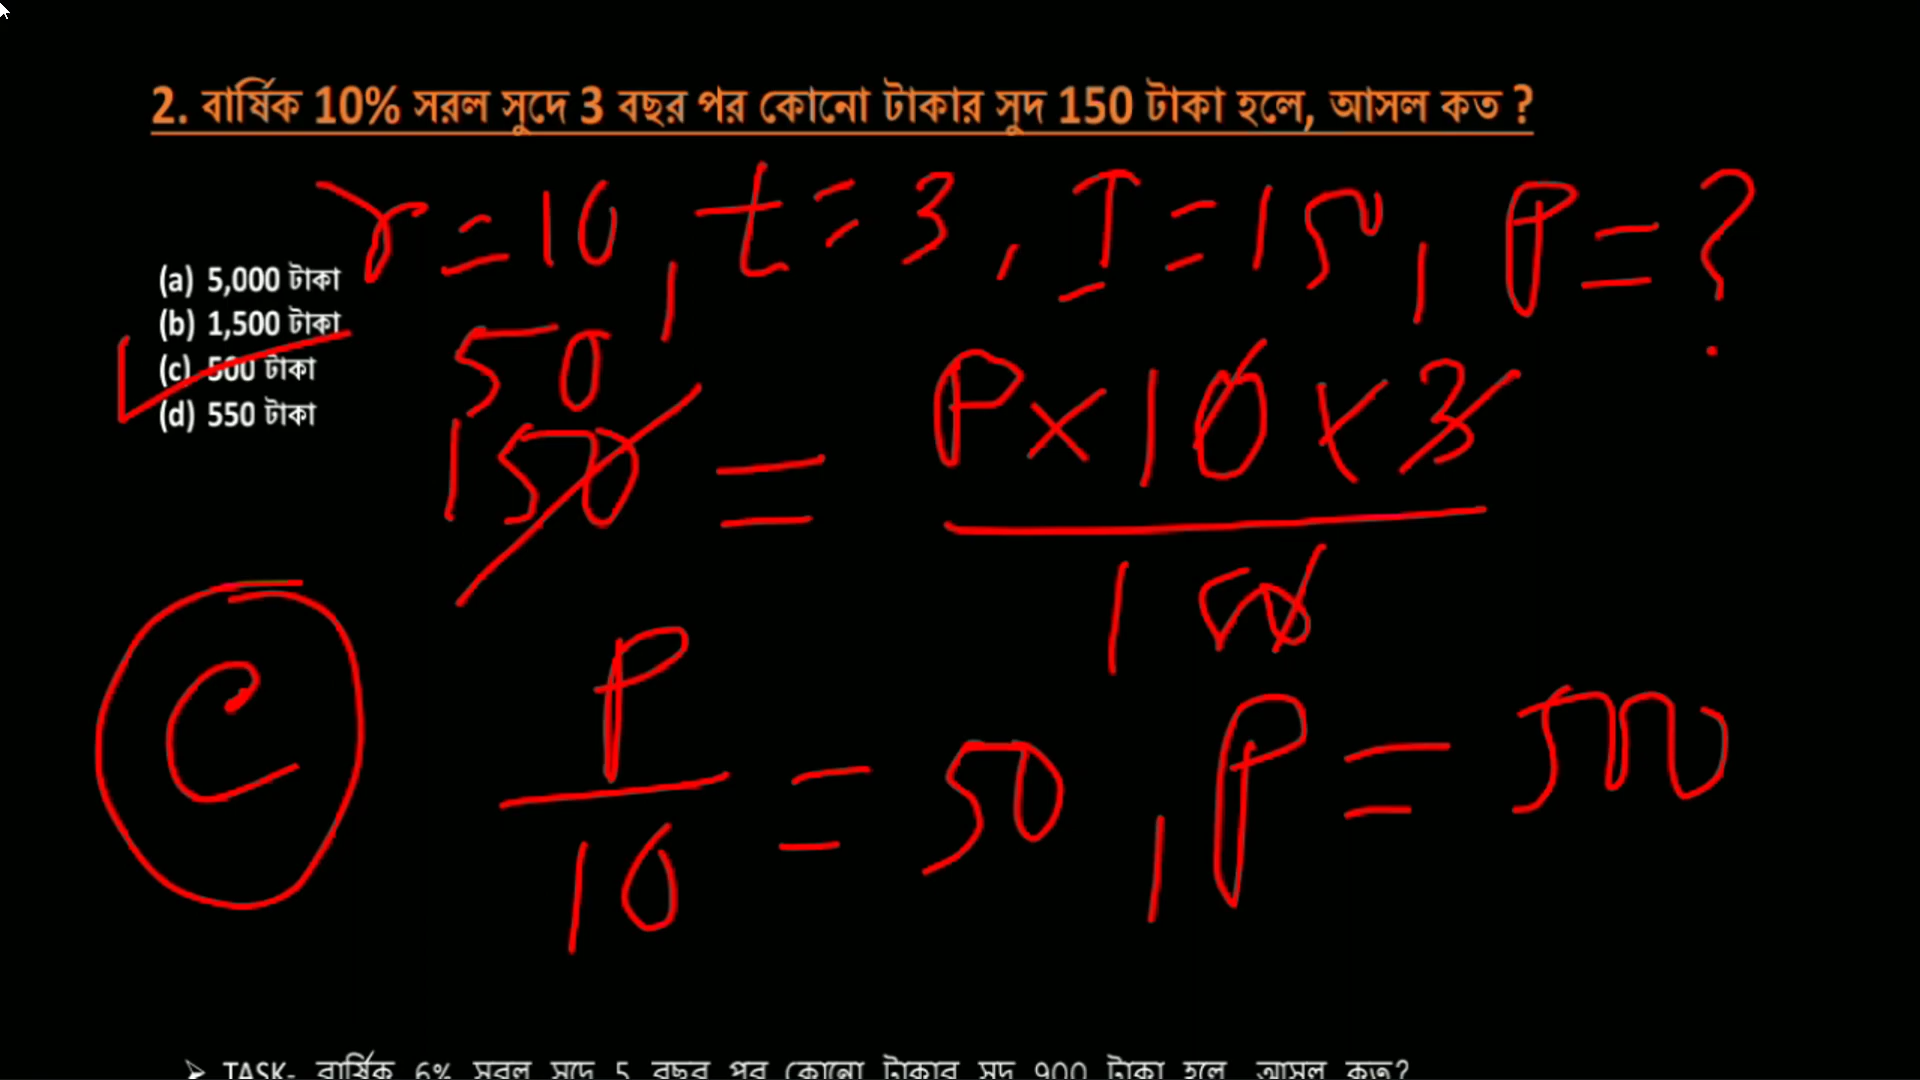 2. বার্ষিক 10% সরল সুদে 3 বছর পর কোনো টাকার সুদ 150 টাকা হলে, আসল কত ?
r = 10, t = 3, I = 150, P = ?
(a) 5,000 টাকা
(b) 1,500 টাকা
(c) 500 টাকা
(d) 550 টাকা
50
150 = P × 10 × 3
100
C
P
10
= 50, P = 500
➤ TASK- বার্ষিক 6% সরল সুদে 5 বছর পর কোনো টাকার সুদ 900 টাকা হলে, আসল কত?